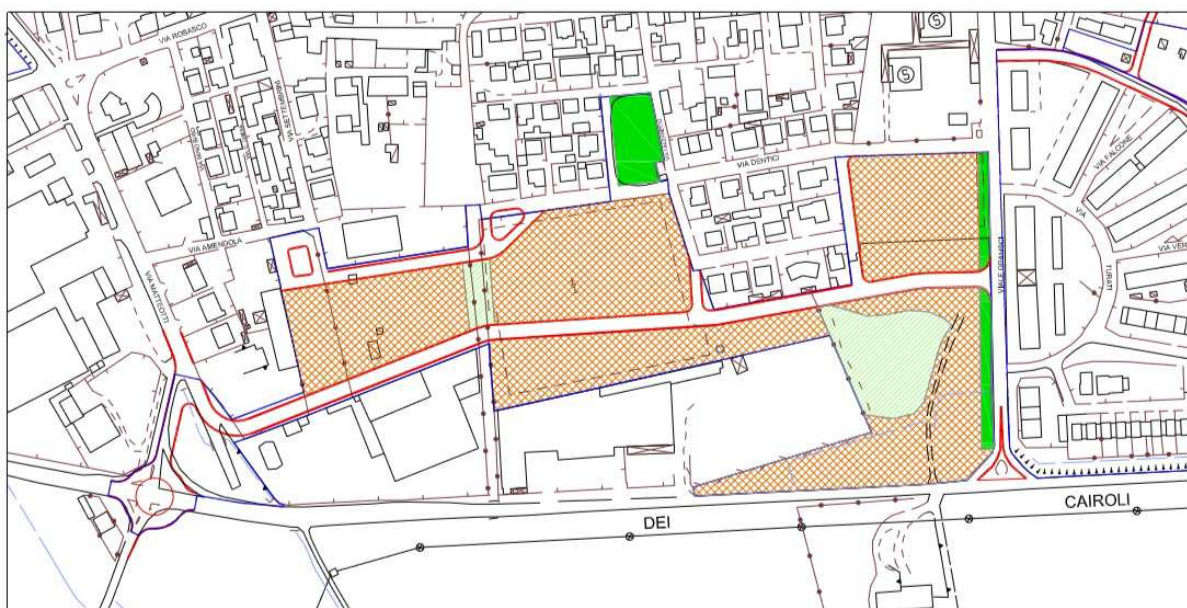 VIA ROBASCO
VIA SETTEMBRINI
S
S
VIA FALCONE
VIA DENTICI
VIA
VIA AMENDOLA
VIA MATTEOTTI
VIALE GRAMSCI
TURATI
VIA VER
DEI
CAIROLI